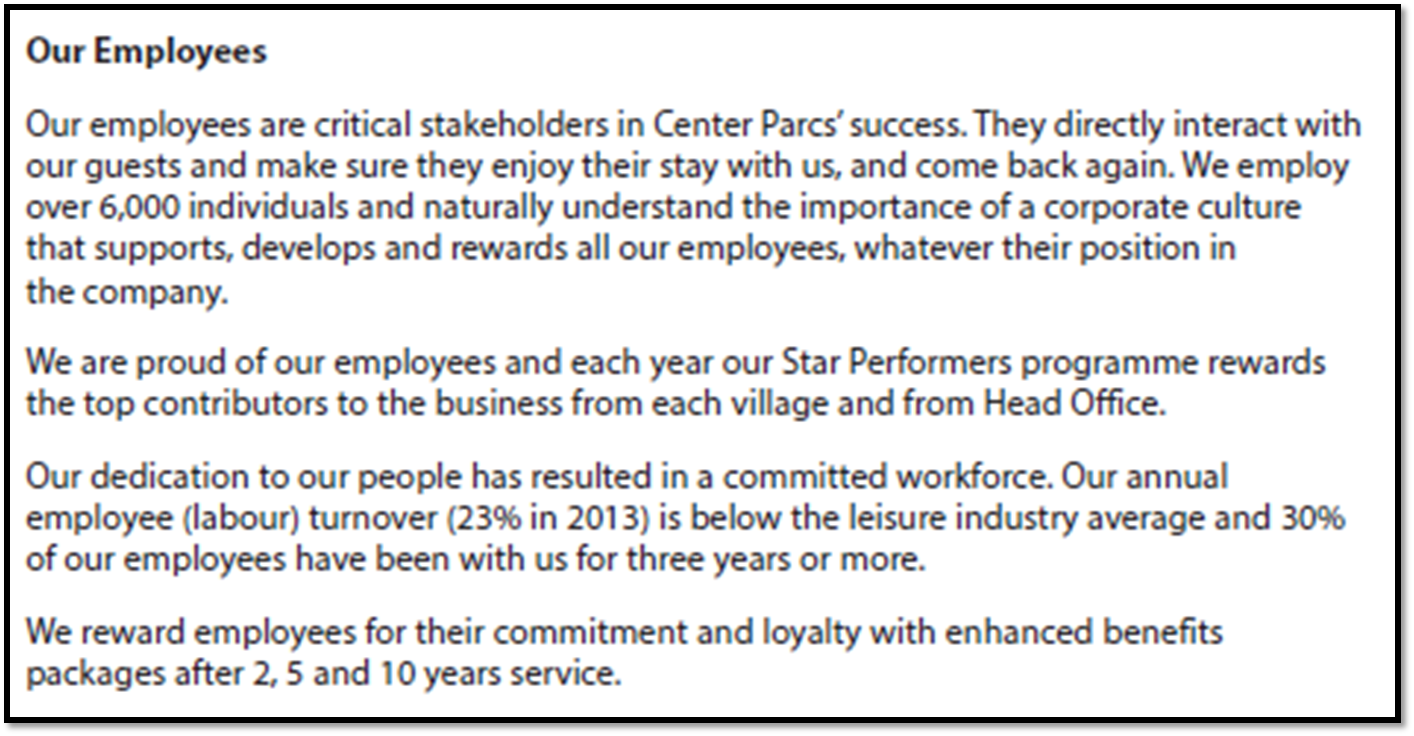 Our Employees
Our employees are critical stakeholders in Center Parcs’ success. They directly interact with
our guests and make sure they enjoy their stay with us, and come back again. We employ
over 6,000 individuals and naturally understand the importance of a corporate culture
that supports, develops and rewards all our employees, whatever their position in
the company.
We are proud of our employees and each year our Star Performers programme rewards
the top contributors to the business from each village and from Head Office.
Our dedication to our people has resulted in a committed workforce. Our annual
employee (labour) turnover (23% in 2013) is below the leisure industry average and 30%
of our employees have been with us for three years or more.
We reward employees for their commitment and loyalty with enhanced benefits
packages after 2, 5 and 10 years service.